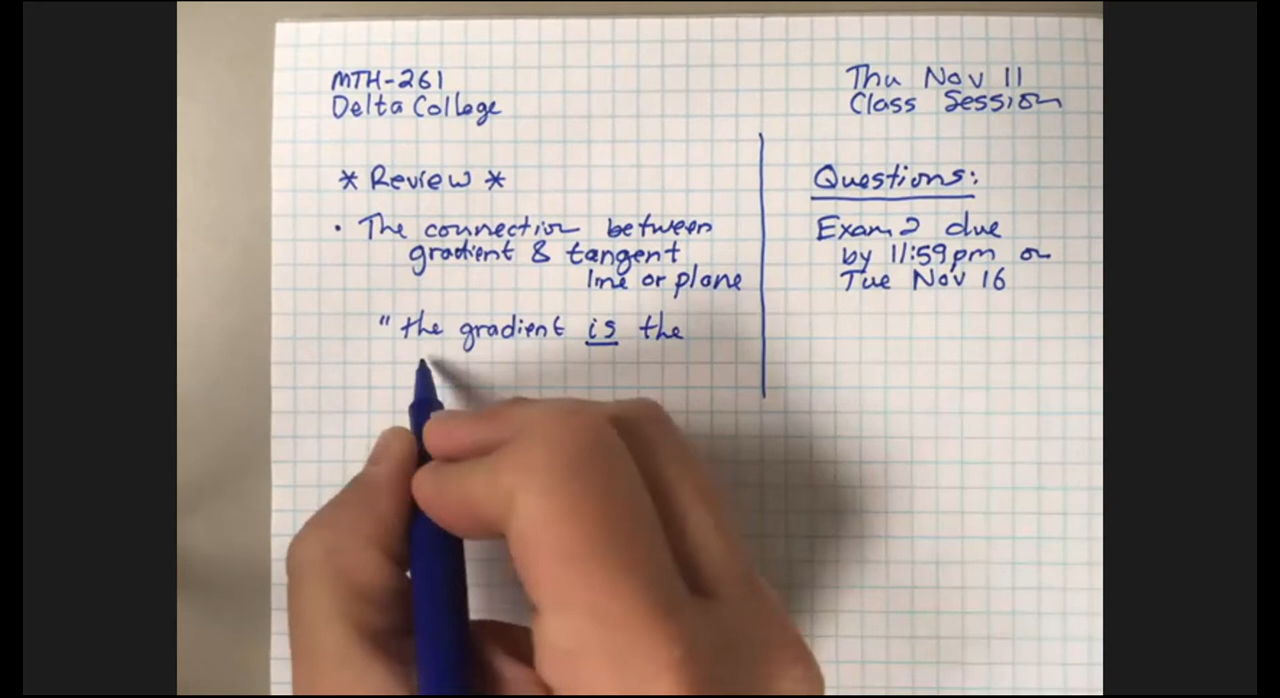 MTH-261
Delta College
Thu Nov 11
Class Session
* Review *
• The connection between
gradient & tangent
line or plane
"the gradient is the
Questions:
Exam 2 due
by 11:59pm on
Tue Nov 16